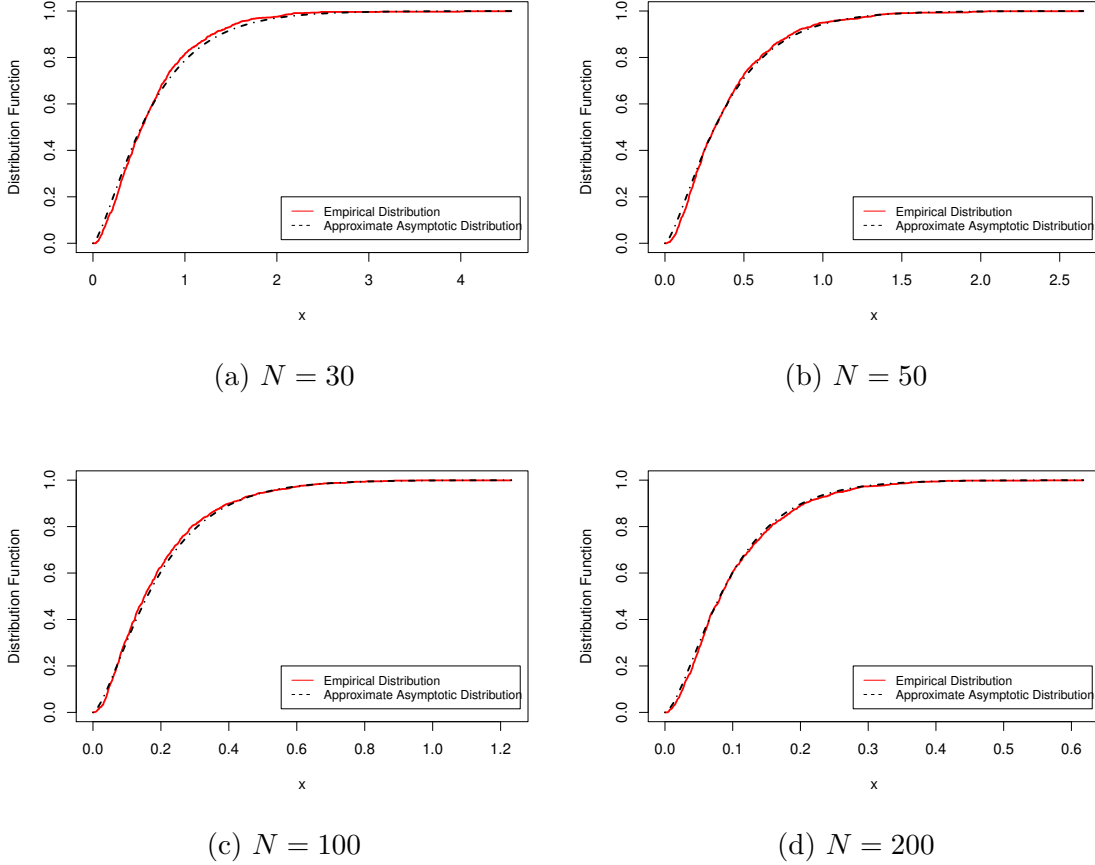 1.0
0.8
0.6
0.4
0.2
0.0
Distribution Function
Empirical Distribution
Approximate Asymptotic Distribution
0 1 2 3 4
x
(a) N = 30
1.0
0.8
0.6
0.4
0.2
0.0
Distribution Function
Empirical Distribution
Approximate Asymptotic Distribution
0.0 0.5 1.0 1.5 2.0 2.5
x
(b) N = 50
1.0
0.8
0.6
0.4
0.2
0.0
Distribution Function
Empirical Distribution
Approximate Asymptotic Distribution
0.0 0.2 0.4 0.6 0.8 1.0 1.2
x
(c) N = 100
1.0
0.8
0.6
0.4
0.2
0.0
Distribution Function
Empirical Distribution
Approximate Asymptotic Distribution
0.0 0.1 0.2 0.3 0.4 0.5 0.6
x
(d) N = 200